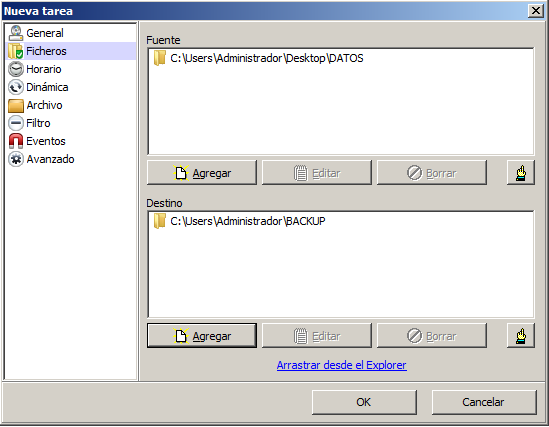 Nueva tarea
General
Ficheros
Horario
Dinámica
Archivo
Filtro
Eventos
Avanzado
Fuente
C:\Users\Administrador\Desktop\DATOS
Agregar
Editar
Borrar
Destino
C:\Users\Administrador\BACKUP
Agregar
Editar
Borrar
Arrastrar desde el Explorer
OK
Cancelar